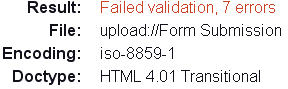 Result: Failed validation, 7 errors
File: upload://Form Submission
Encoding: iso-8859-1
Doctype: HTML 4.01 Transitional